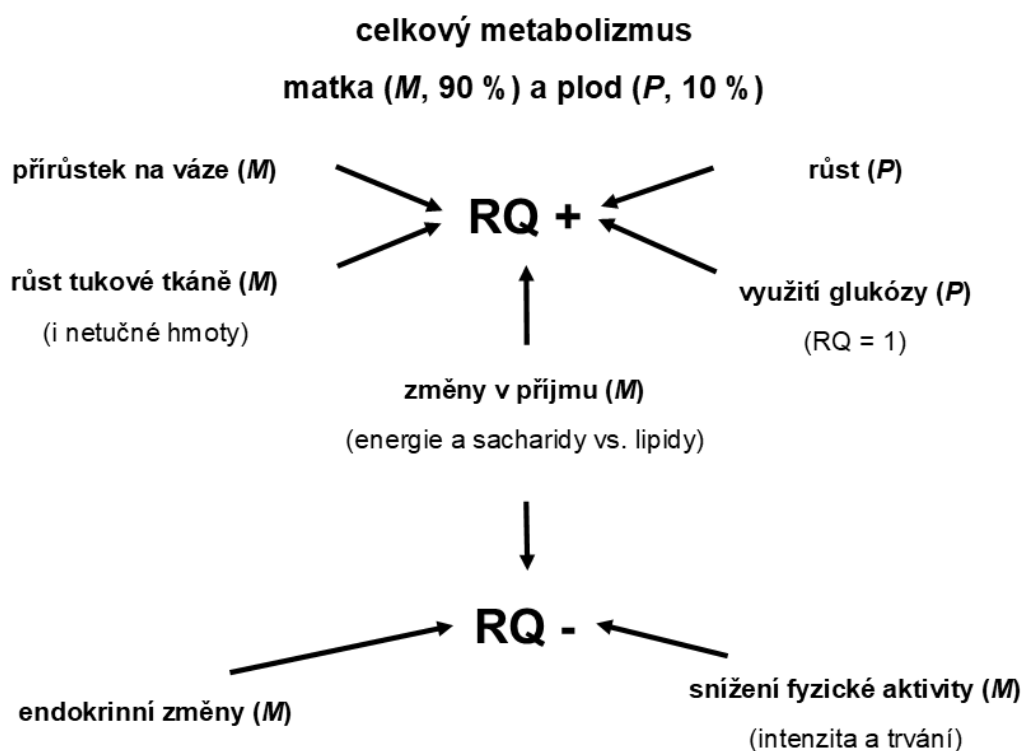 celkový metabolizmus
matka (M, 90 %) a plod (P, 10 %)
přírůstek na váze (M)
růst (P)
RQ +
růst tukové tkáně (M)
(i netučné hmoty)
využití glukózy (P)
(RQ = 1)
změny v příjmu (M)
(energie a sacharidy vs. lipidy)
RQ -
endokrinní změny (M)
snížení fyzické aktivity (M)
(intenzita a trvání)